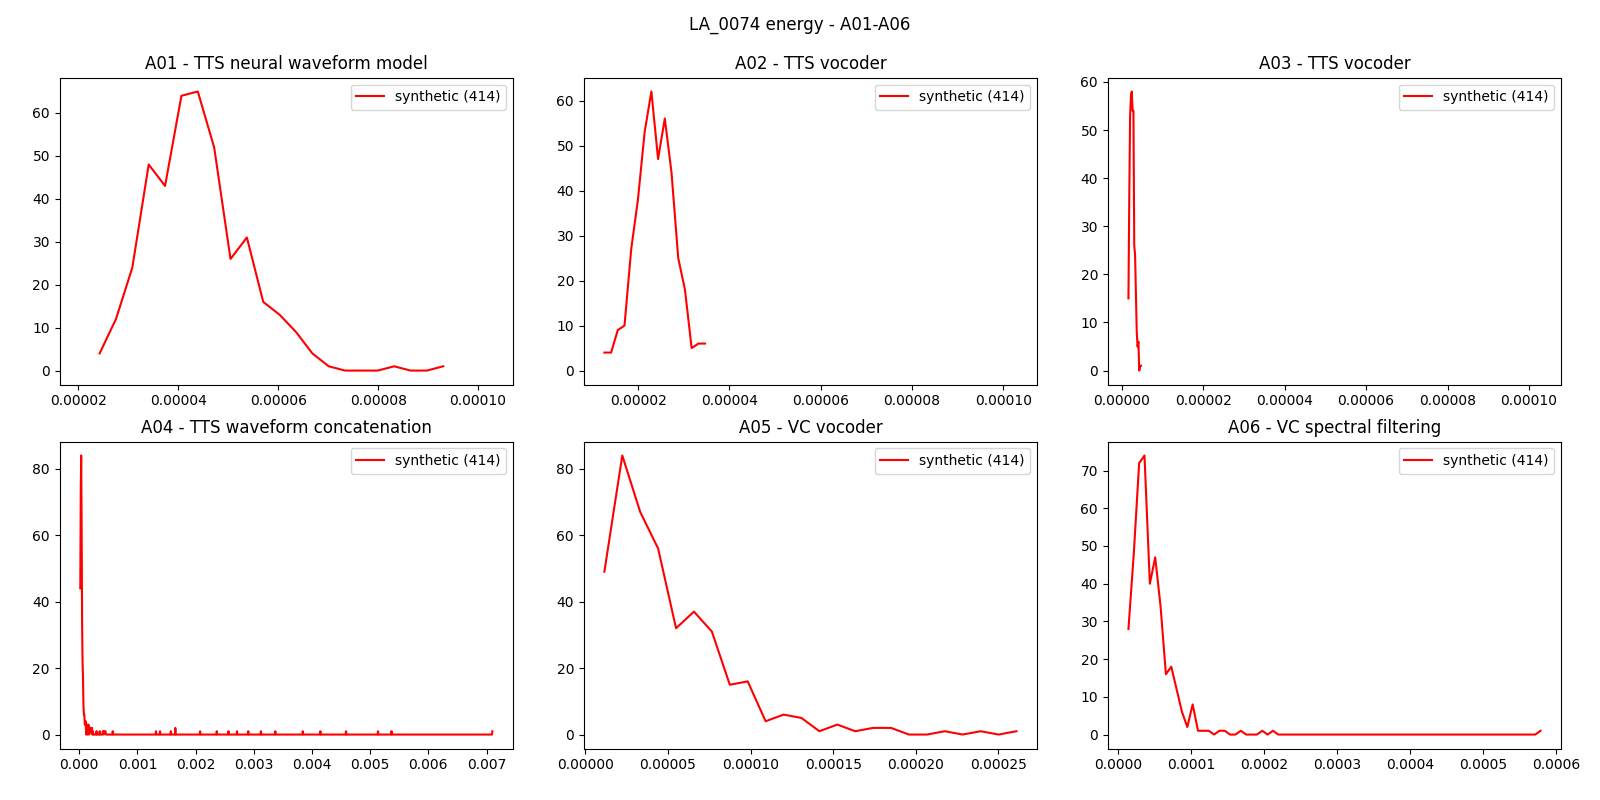 LA_0074 energy - A01-A06
A01 - TTS neural waveform model
synthetic (414)
60
50
40
30
20
10
0
0.00002 0.00004 0.00006 0.00008 0.00010
A02 - TTS vocoder
synthetic (414)
60
50
40
30
20
10
0
0.00002 0.00004 0.00006 0.00008 0.00010
A03 - TTS vocoder
synthetic (414)
60
50
40
30
20
10
0
0.00000 0.00002 0.00004 0.00006 0.00008 0.00010
A04 - TTS waveform concatenation
synthetic (414)
80
60
40
20
0
0.000 0.001 0.002 0.003 0.004 0.005 0.006 0.007
A05 - VC vocoder
synthetic (414)
80
60
40
20
0
0.00000 0.00005 0.00010 0.00015 0.00020 0.00025
A06 - VC spectral filtering
synthetic (414)
70
60
50
40
30
20
10
0
0.0000 0.0001 0.0002 0.0003 0.0004 0.0005 0.0006